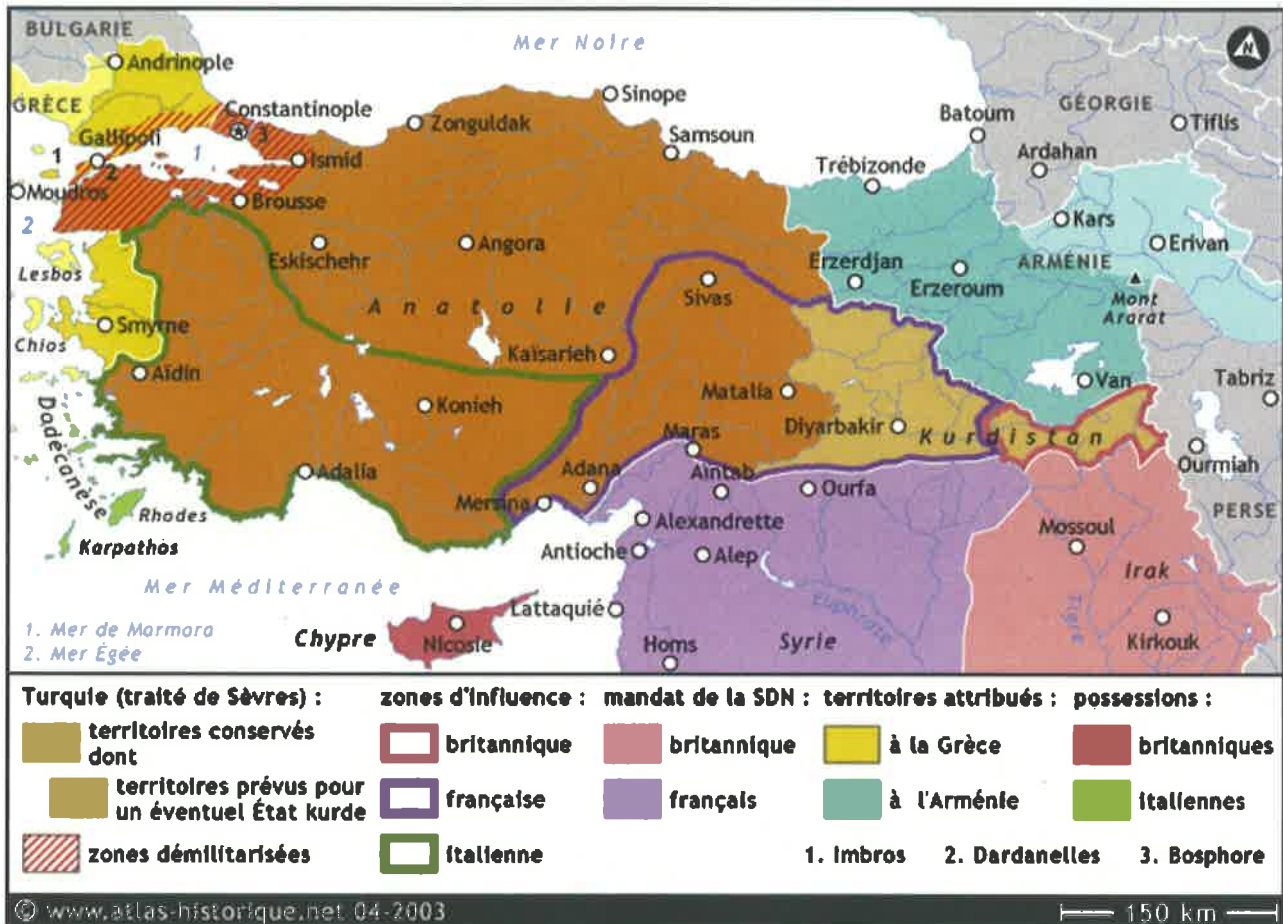 BULGARIE
Mer Noire
N
Andrinople
GRÈCE
Constantinople
Sinope
Batoum
GÉORGIE
Gallipoli
3
Zonguldak
Samsoun
Tiflis
1
1
Ismid
Trébizonde
Ardahan
2
Moudros
Brousse
Kars
2
Eskischehr
Angora
Erzerdjan
ARMÉNIE
Erivan
Lesbos
Sivas
Erzeroum
Mont
Ararat
Anatolie
Smyrne
Chios
Kaïsarieh
Aïdin
Matalia
Van
Tabriz
Konieh
Diyarbakir
Kurdistan
Dadécanèse
Maras
Ourmiah
Adalia
Adana
Aïntab
Mersina
Ourfa
PERSE
Rhodes
Alexandrette
Mossoul
Karpathos
Antioche
Alep
Irak
Mer Méditerranée
Lattaquié
Euphrate
Tigre
1. Mer de Marmara
Chypre
Nicosie
Kirkouk
2. Mer Égée
Homs
Syrie
Turquie (traité de Sèvres) :
territoires conservés
dont
territoires prévus pour
un éventuel État kurde
zones démilitarisées
zones d'influence :
britannique
française
italienne
mandat de la SDN :
britannique
français
territoires attribués :
à la Grèce
à l'Arménie
possessions :
britanniques
italiennes
1. Imbros 2. Dardanelles 3. Bosphore
© www.atlas-historique.net 04-2003
150 km